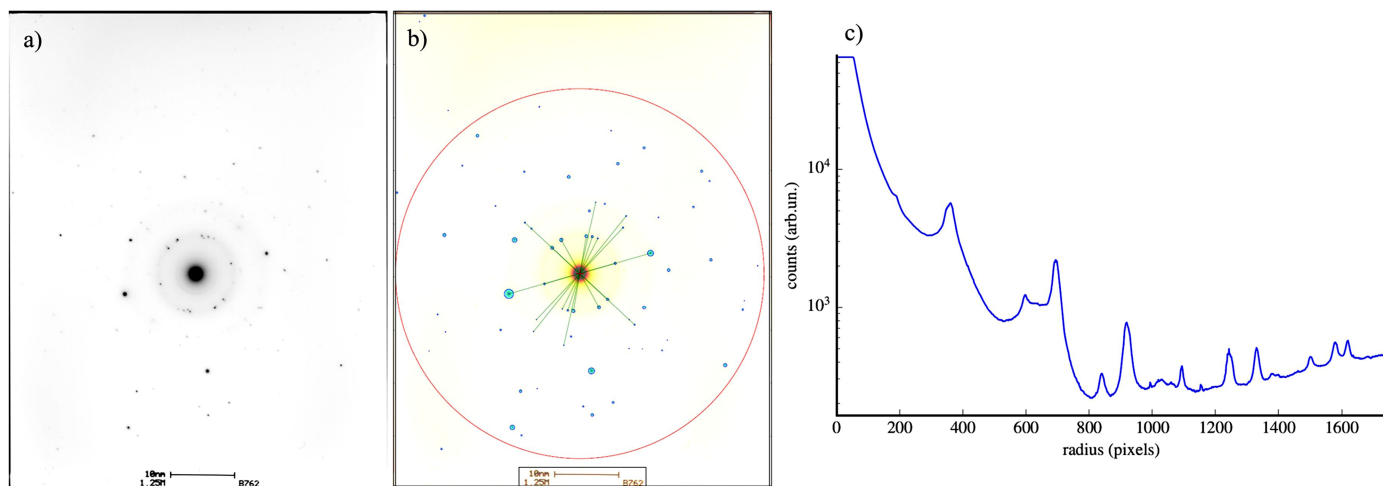 a)
10nm
1.25M
B762
b)
10nm
1.25M
B762
c)
counts (arb.un.)
10⁴
10³
0 200 400 600 800 1000 1200 1400 1600
radius (pixels)